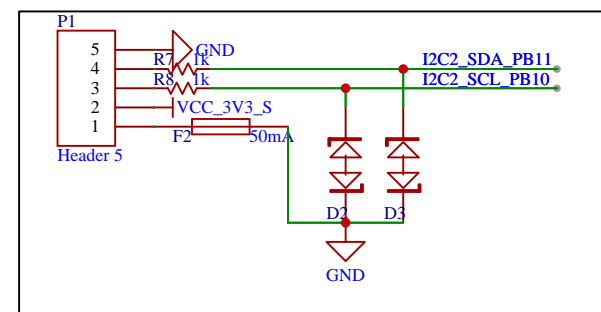 P1
5 GND
4 R7 1k I2C2_SDA_PB11
3 R8 1k I2C2_SCL_PB10
2 VCC_3V3_S
1 F2 50mA
Header 5
D2 D3
GND